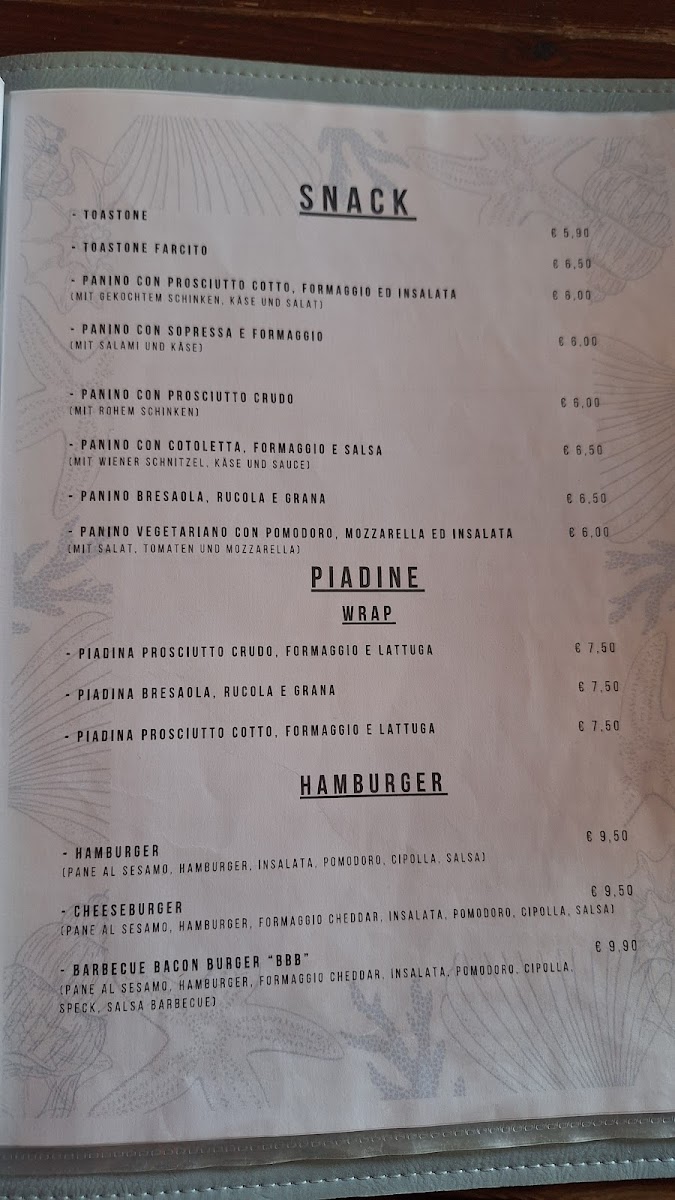 SNACK
- TOASTONE € 5,90
- TOASTONE FARCITO € 6,50
- PANINO CON PROSCIUTTO COTTO, FORMAGGIO ED INSALATA € 6,00
(MIT GEKOCHTEM SCHINKEN, KÄSE UND SALAT)
- PANINO CON SOPRESSA E FORMAGGIO € 6,00
(MIT SALAMI UND KÄSE)
- PANINO CON PROSCIUTTO CRUDO € 6,00
(MIT ROHEM SCHINKEN)
- PANINO CON COTOLETTA, FORMAGGIO E SALSA € 6,50
(MIT WIENER SCHNITZEL, KÄSE UND SAUCE)
- PANINO BRESAOLA, RUCOLA E GRANA € 6,50
- PANINO VEGETARIANO CON POMODORO, MOZZARELLA ED INSALATA € 6,00
(MIT SALAT, TOMATEN UND MOZZARELLA)
PIADINE
WRAP
- PIADINA PROSCIUTTO CRUDO, FORMAGGIO E LATTUGA € 7,50
- PIADINA BRESAOLA, RUCOLA E GRANA € 7,50
- PIADINA PROSCIUTTO COTTO, FORMAGGIO E LATTUGA € 7,50
HAMBURGER
- HAMBURGER € 9,50
(PANE AL SESAMO, HAMBURGER, INSALATA, POMODORO, CIPOLLA, SALSA)
- CHEESEBURGER € 9,50
(PANE AL SESAMO, HAMBURGER, FORMAGGIO CHEDDAR, INSALATA, POMODORO, CIPOLLA, SALSA)
- BARBECUE BACON BURGER “BBB” € 9,90
(PANE AL SESAMO, HAMBURGER, FORMAGGIO CHEDDAR, INSALATA, POMODORO, CIPOLLA,
SPECK, SALSA BARBECUE)